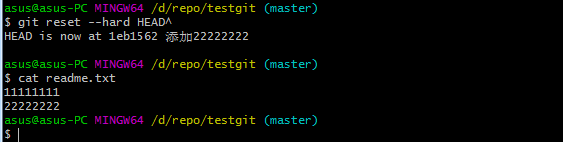 asus@asus-PC MINGW64 /d/repo/testgit (master)
$ git reset --hard HEAD^
HEAD is now at 1eb1562 添加22222222
asus@asus-PC MINGW64 /d/repo/testgit (master)
$ cat readme.txt
11111111
22222222
asus@asus-PC MINGW64 /d/repo/testgit (master)
$